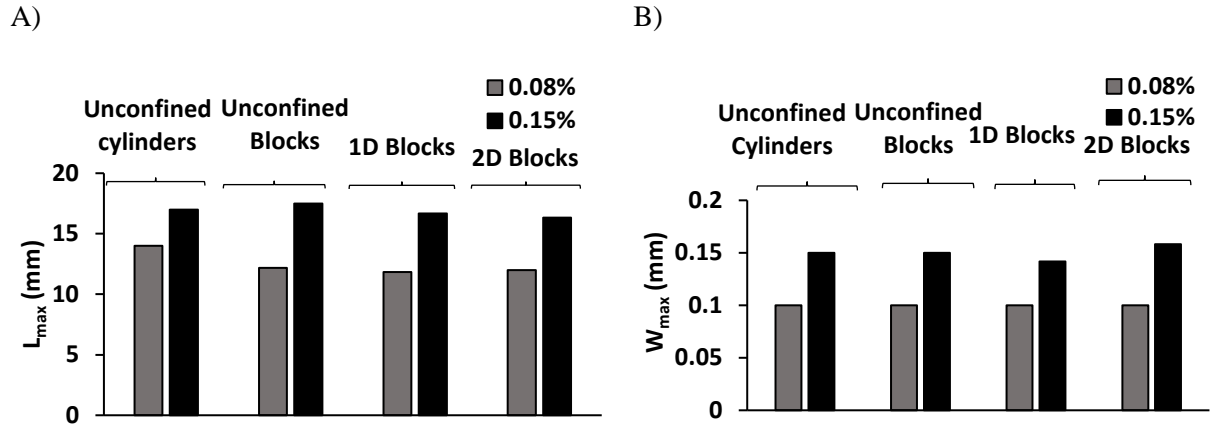 A)
0.08%
0.15%
Unconfined
cylinders
Unconfined
Blocks
1D Blocks
2D Blocks
20
15
10
5
0
Lmax (mm)
B)
0.08%
0.15%
Unconfined
Cylinders
Unconfined
Blocks
1D Blocks
2D Blocks
0.2
0.15
0.1
0.05
0
Wmax (mm)